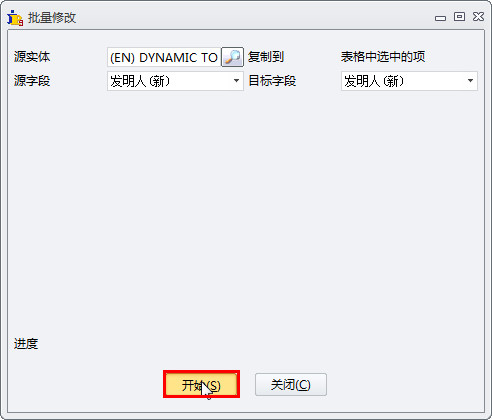 批量修改
源实体 (EN) DYNAMIC TO 复制到 表格中选中的项
源字段 发明人(新) 目标字段 发明人(新)
进度
开始(S) 关闭(C)